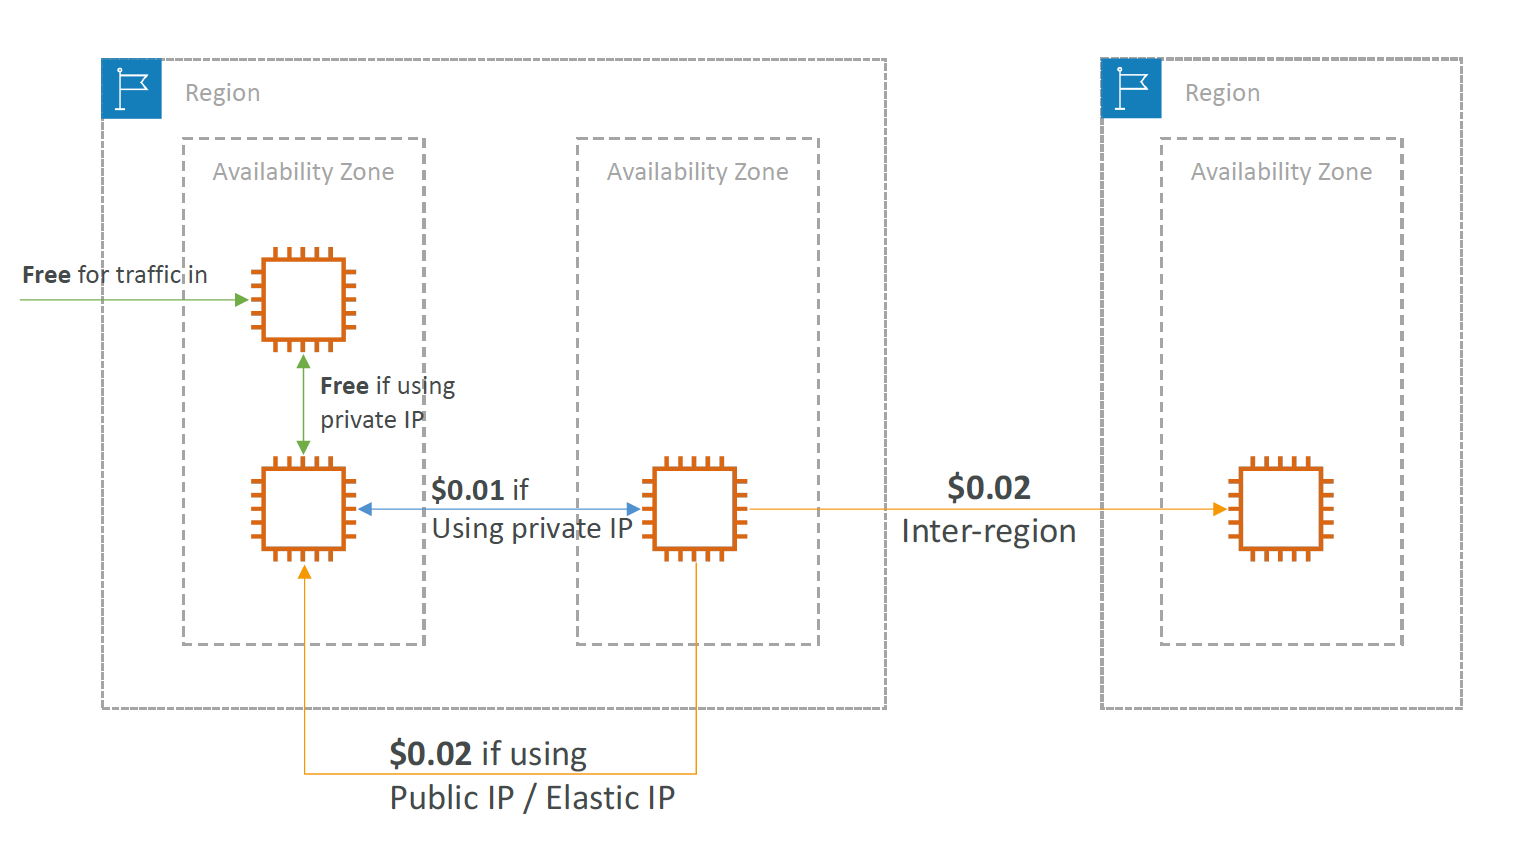 Region
Region
Availability Zone
Availability Zone
Availability Zone
Free for traffic in
Free if using
private IP
$0.01 if
Using private IP
$0.02
Inter-region
$0.02 if using
Public IP / Elastic IP